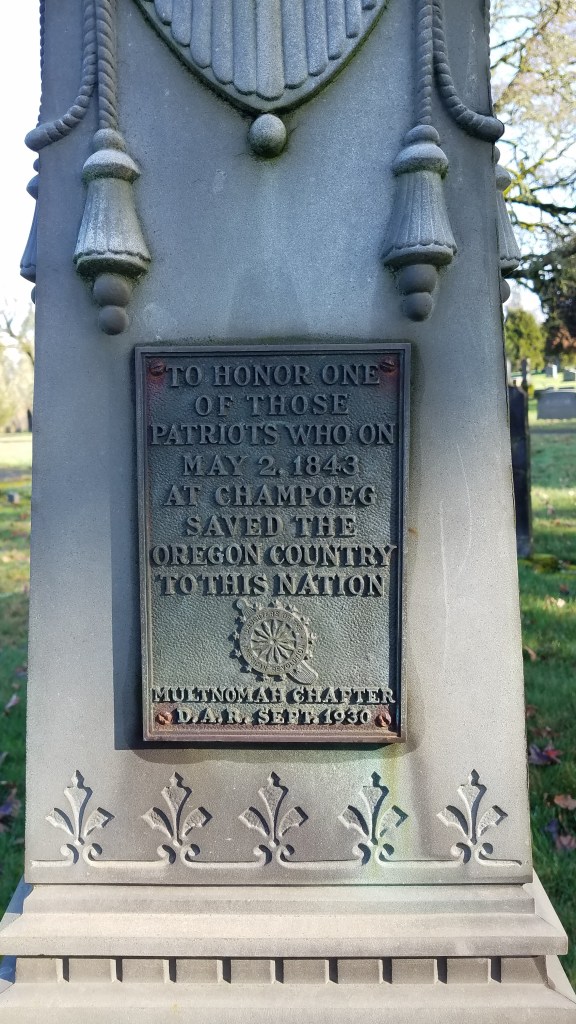 TO HONOR ONE
OF THOSE
PATRIOTS WHO ON
MAY 2, 1843
AT CHAMPOEG
SAVED THE
OREGON COUNTRY
TO THIS NATION
MULTNOMAH CHAPTER
D.A.R. SEPT. 1930